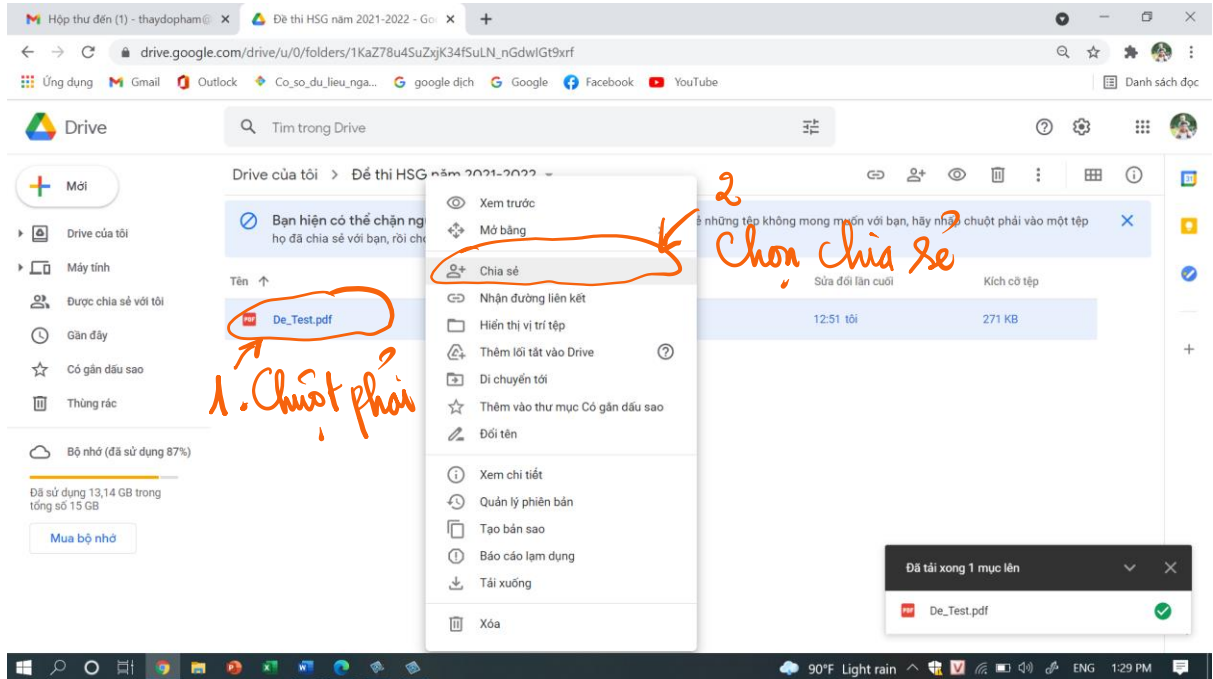 Hộp thư đến (1) - thaydopham@
Đề thi HSG năm 2021-2022 - Goo
drive.google.com/drive/u/0/folders/1KaZ78u4SuZxjK34fSuLN_nGdwlGt9xrf
Ứng dụng Gmail Outlock Co_so_du_lieu_nga... google dịch Google Facebook YouTube Danh sách đọc
Drive
Tìm trong Drive
Mới
Drive của tôi > Đề thi HSG năm 2021-2022
Bạn hiện có thể chặn ng
những tệp không mong muốn với bạn, hãy nhấp chuột phải vào một tệp
họ đã chia sẻ với bạn, rồi ch
Drive của tôi
Máy tính
Được chia sẻ với tôi
Gần đây
Có gắn dấu sao
Thùng rác
Bộ nhớ (đã sử dụng 87%)
Đã sử dụng 13,14 GB trong
tổng số 15 GB
Mua bộ nhớ
Tên
Sửa đổi lần cuối
Kích cỡ tệp
PDF De_Test.pdf
12:51 tôi
271 KB
1. Chuột phải
2
Chọn chia sẻ
Xem trước
Mở bằng
Chia sẻ
Nhận đường liên kết
Hiển thị vị trí tệp
Thêm lối tắt vào Drive
Di chuyển tới
Thêm vào thư mục Có gắn dấu sao
Đổi tên
Xem chi tiết
Quản lý phiên bản
Tạo bản sao
Báo cáo lạm dụng
Tải xuống
Xóa
Đã tải xong 1 mục lên
PDF De_Test.pdf
90°F Light rain ENG 1:29 PM